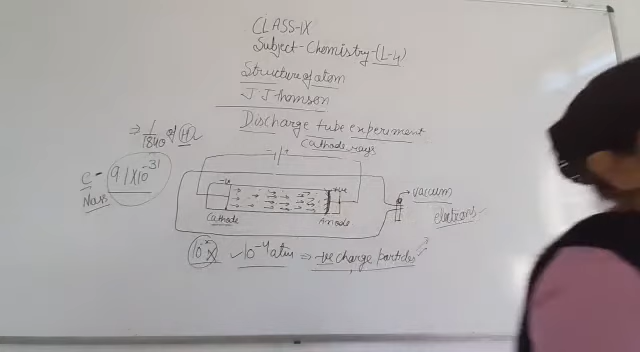 CLASS-IX
Subject-Chemistry-(L-4)
Structure of atom
J J Thomson
Discharge tube experiment
Cathode rays
⇒ 1/1840 of H
e- 9.1×10^-31
Mass
-ve
+ve
Cathode
Anode
→ vacuum
electrons
✓10^-4 atm ⇒ -ve charge particles